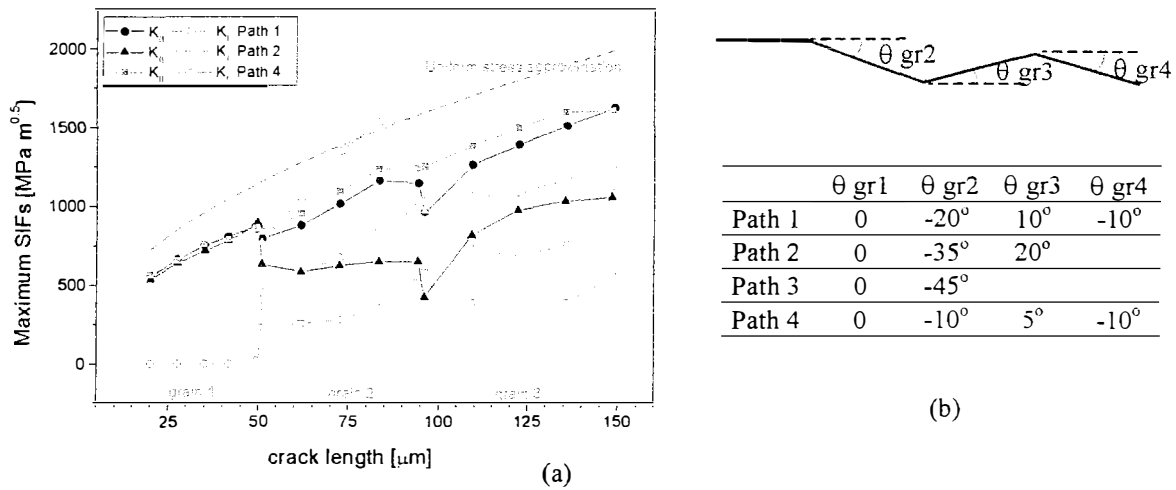 K_II K_I Path 1
K_II K_I Path 2
K_II K_I Path 4
Uniform stress approximation
Maximum SIFs [MPa m^0.5]
2000
1500
1000
500
0
grain 1 grain 2 grain 3
25 50 75 100 125 150
crack length [μm]
(a)
θ gr2
θ gr3
θ gr4
θ gr1 θ gr2 θ gr3 θ gr4
Path 1 0 -20° 10° -10°
Path 2 0 -35° 20°
Path 3 0 -45°
Path 4 0 -10° 5° -10°
(b)